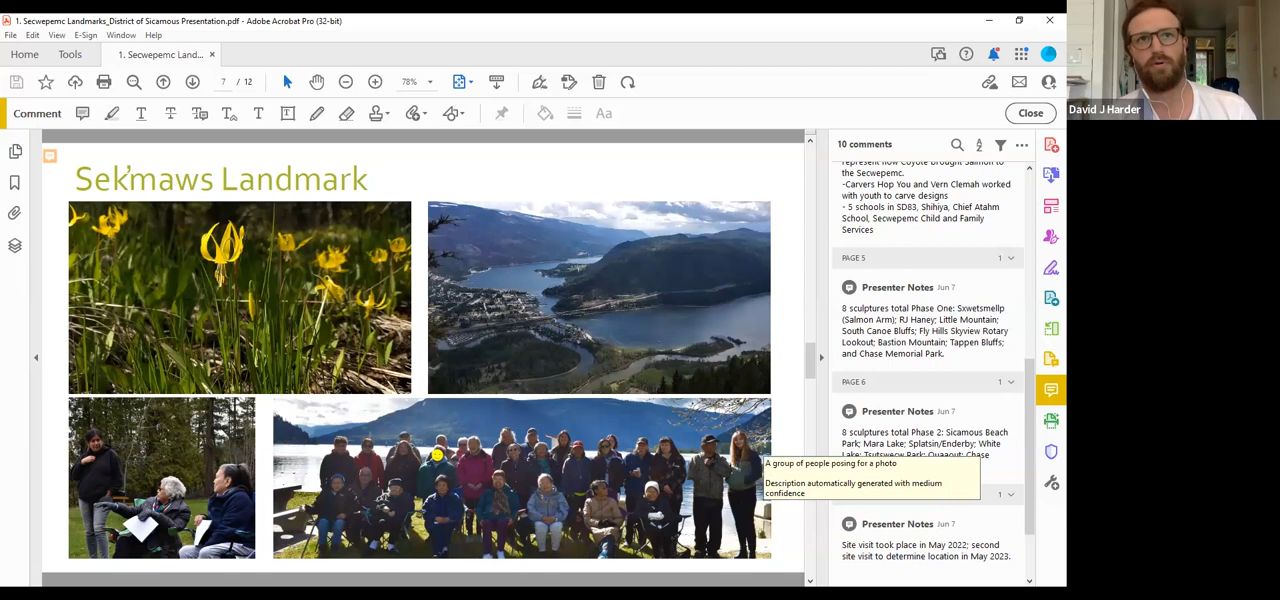 1. Secwepemc Landmarks_District of Sicamous Presentation.pdf - Adobe Acrobat Pro (32-bit)
File Edit View E-Sign Window Help
Home Tools 1. Secwepemc Land... ×
7 / 12 78%
Comment Aa Close
David J Harder
Sek̓maws Landmark
10 comments
represent how Coyote brought Salmon to
the Secwepemc.
-Carvers Hop You and Vern Clemah worked
with youth to carve designs
- 5 schools in SD83, Shihiya, Chief Atahm
School, Secwepemc Child and Family
Services
PAGE 5 1
Presenter Notes Jun 7
8 sculptures total Phase One: Sxwetsmellp
(Salmon Arm); RJ Haney; Little Mountain;
South Canoe Bluffs; Fly Hills Skyview Rotary
Lookout; Bastion Mountain; Tappen Bluffs;
and Chase Memorial Park.
PAGE 6 1
Presenter Notes Jun 7
8 sculptures total Phase 2: Sicamous Beach
Park; Mara Lake; Splatsin/Enderby; White
A group of people posing for a photo
Description automatically generated with medium
confidence
1
Presenter Notes Jun 7
Site visit took place in May 2022; second
site visit to determine location in May 2023.